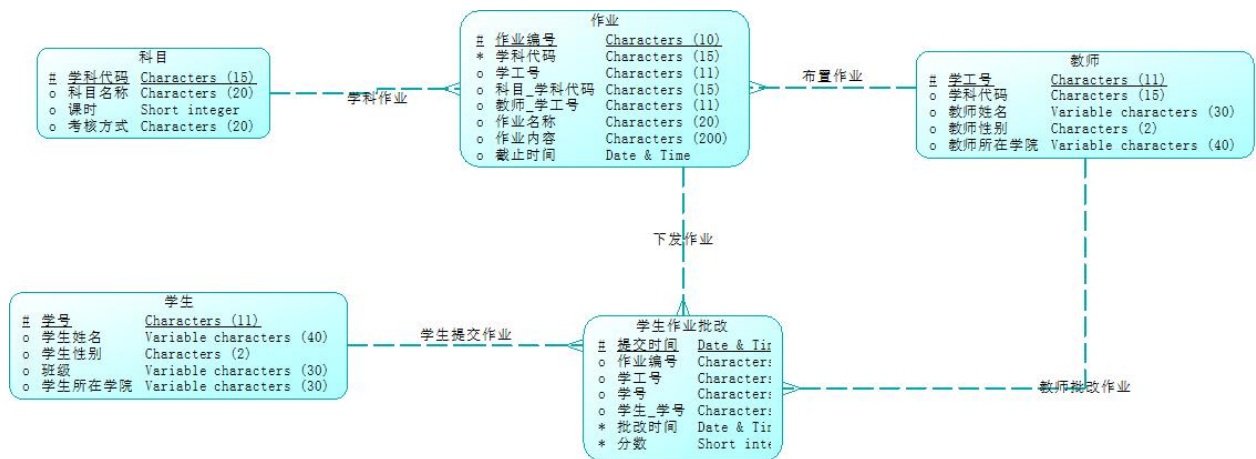 作业
# 作业编号 Characters (10)
* 学科代码 Characters (15)
o 学工号 Characters (11)
o 科目_学科代码 Characters (15)
o 教师_学工号 Characters (11)
o 作业名称 Characters (20)
o 作业内容 Characters (200)
o 截止时间 Date & Time
科目
# 学科代码 Characters (15)
o 科目名称 Characters (20)
o 课时 Short integer
o 考核方式 Characters (20)
学科作业
布置作业
教师
# 学工号 Characters (11)
o 学科代码 Characters (15)
o 教师姓名 Variable characters (30)
o 教师性别 Characters (2)
o 教师所在学院 Variable characters (40)
下发作业
学生
# 学号 Characters (11)
o 学生姓名 Variable characters (40)
o 学生性别 Characters (2)
o 班级 Variable characters (30)
o 学生所在学院 Variable characters (30)
学生提交作业
学生作业批改
# 提交时间 Date & Tin
o 作业编号 Characters
o 学工号 Characters
o 学号 Characters
o 学生_学号 Characters
* 批改时间 Date & Tin
* 分数 Short inte
教师批改作业